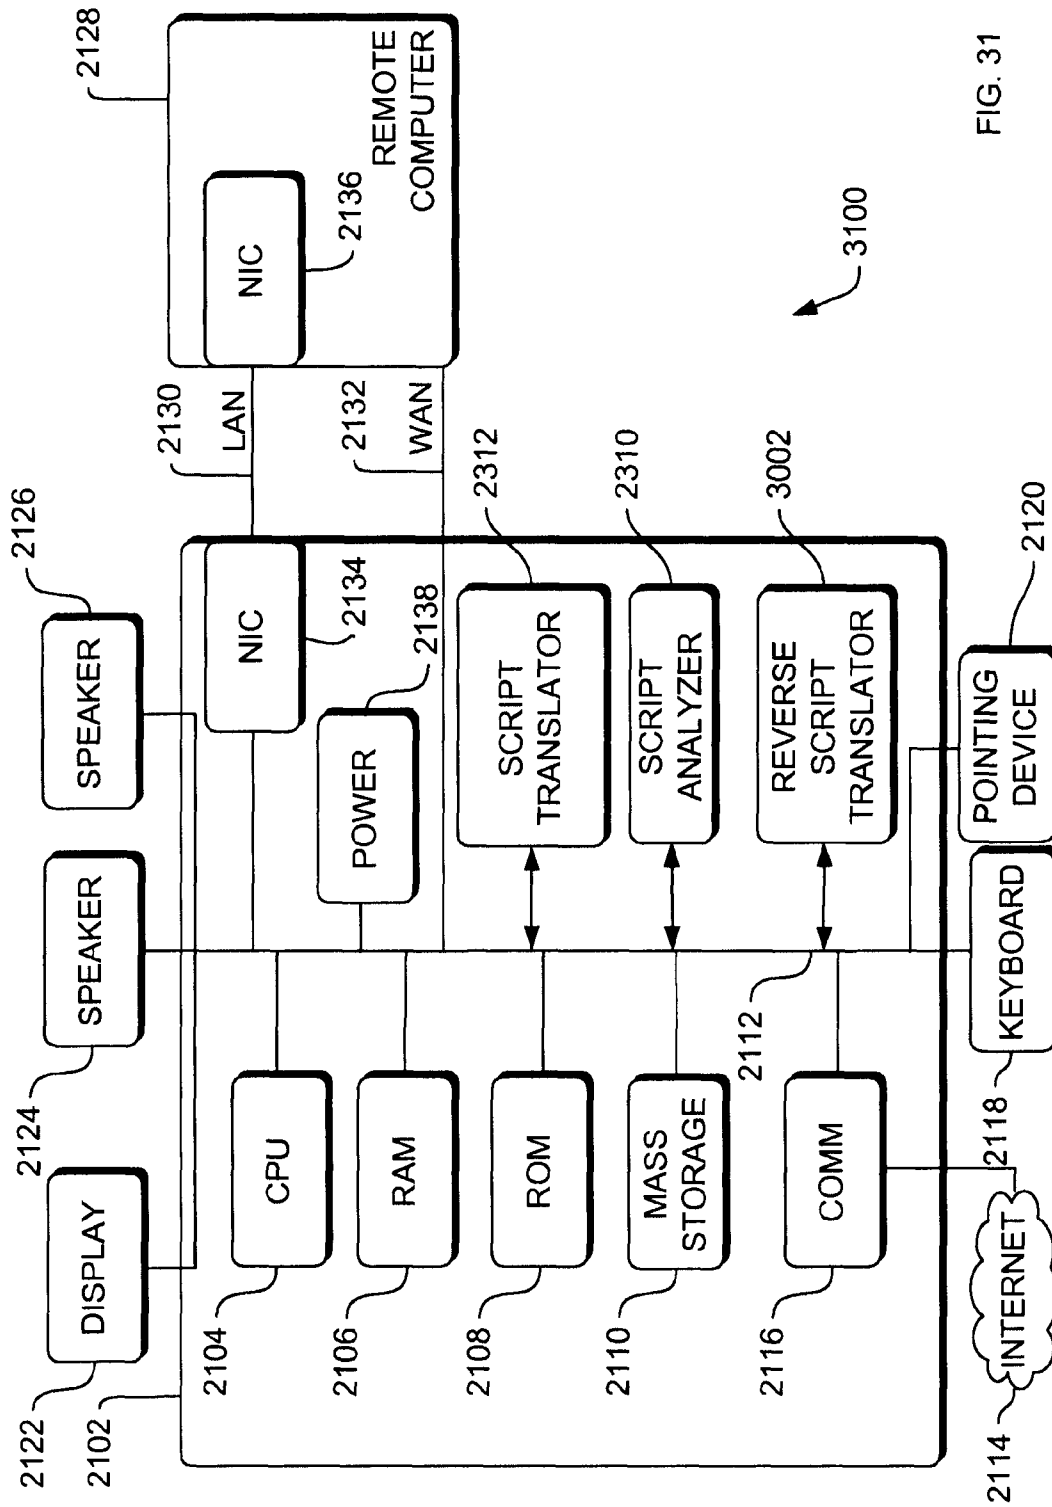 2122
DISPLAY
2124
SPEAKER
SPEAKER
2126
2128
2102
2104
CPU
NIC
2134
2130
LAN
NIC
2136
REMOTE
COMPUTER
2106
RAM
POWER
2138
2132
WAN
2108
ROM
SCRIPT
TRANSLATOR
2312
2110
MASS
STORAGE
SCRIPT
ANALYZER
2310
2116
COMM
2112
REVERSE
SCRIPT
TRANSLATOR
3002
3100
2114
INTERNET
2118
KEYBOARD
POINTING
DEVICE
2120
FIG. 31